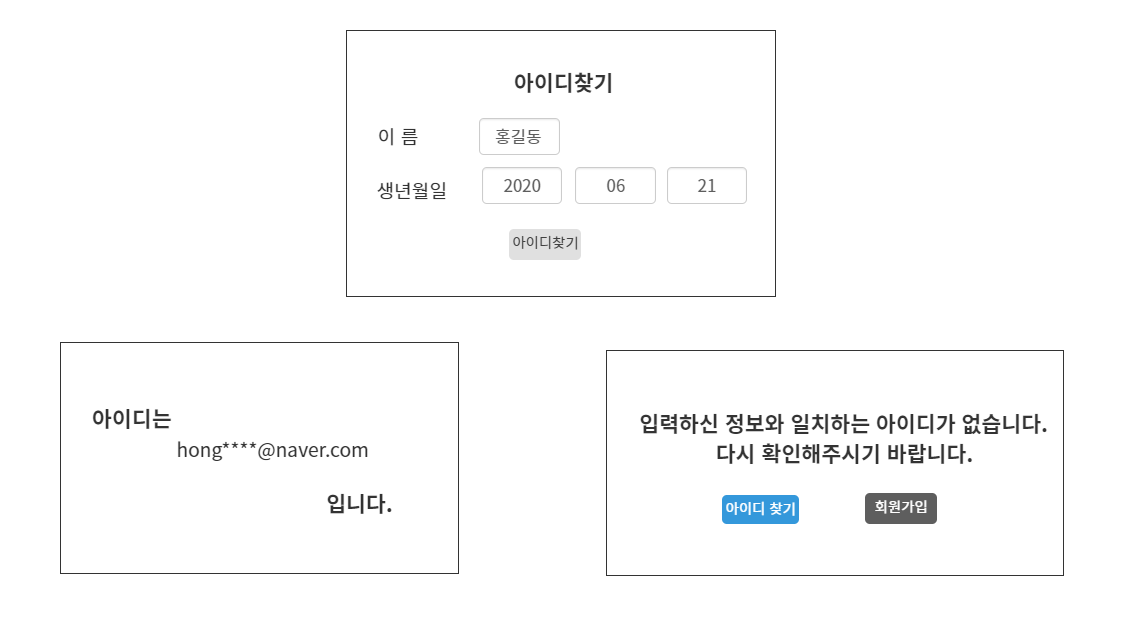 아이디찾기
이 름 홍길동
생년월일 2020 06 21
아이디찾기
아이디는
hong****@naver.com
입니다.
입력하신 정보와 일치하는 아이디가 없습니다.
다시 확인해주시기 바랍니다.
아이디 찾기 회원가입